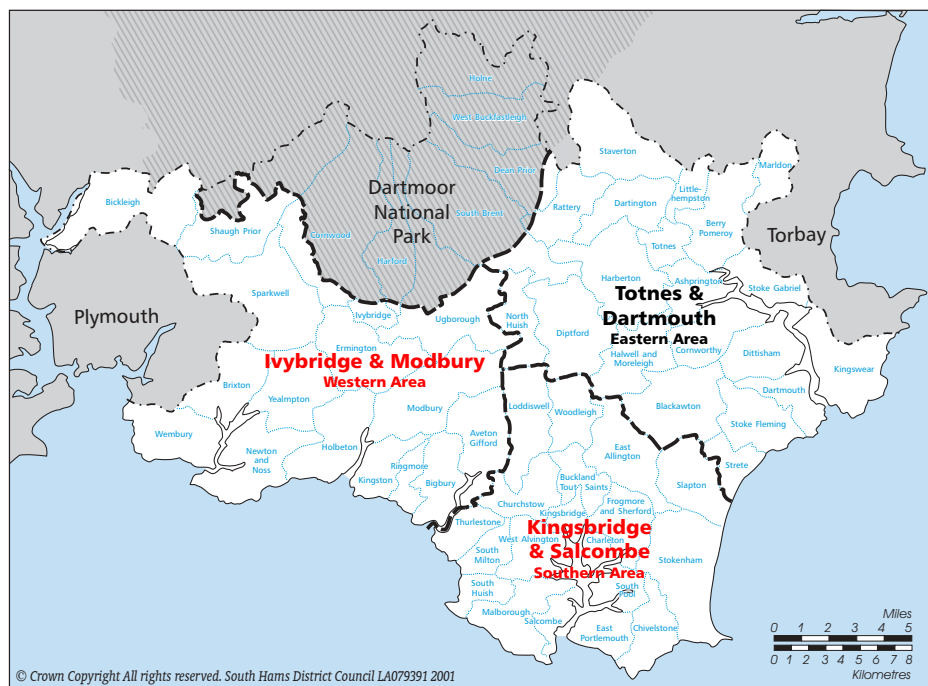 Holne
West Buckfastleigh
Staverton
Marldon
Dean Prior
Dartmoor
National
Park
Little-
hempston
Bickleigh
Rattery
Dartington
South Brent
Berry
Pomeroy
Shaugh Prior
Cornwood
Torbay
Totnes
Harford
Harberton
Ashprington
Stoke Gabriel
Sparkwell
Totnes &
Dartmouth
Eastern Area
Plymouth
Ivybridge
Ugborough
North
Huish
Diptford
Ermington
Halwell and
Moreleigh
Cornworthy
Dittisham
Kingswear
Ivybridge & Modbury
Western Area
Brixton
Yealmpton
Dartmouth
Modbury
Loddiswell
Woodleigh
Blackawton
Stoke Fleming
Wembury
Aveton
Gifford
Newton
and
Noss
Holbeton
East
Allington
Ringmore
Strete
Kingston
Bigbury
Buckland
Tout Saints
Slapton
Churchstow
Kingsbridge
Frogmore
and Sherford
Thurlestone
Kingsbridge
& Salcombe
Southern Area
West Alvington
Charleton
South
Milton
Stokenham
South
Huish
South
Pool
Malborough
Salcombe
East
Portlemouth
Chivelstone
Miles
0 1 2 3 4 5
0 1 2 3 4 5 6 7 8
Kilometres
© Crown Copyright All rights reserved. South Hams District Council LA079391 2001